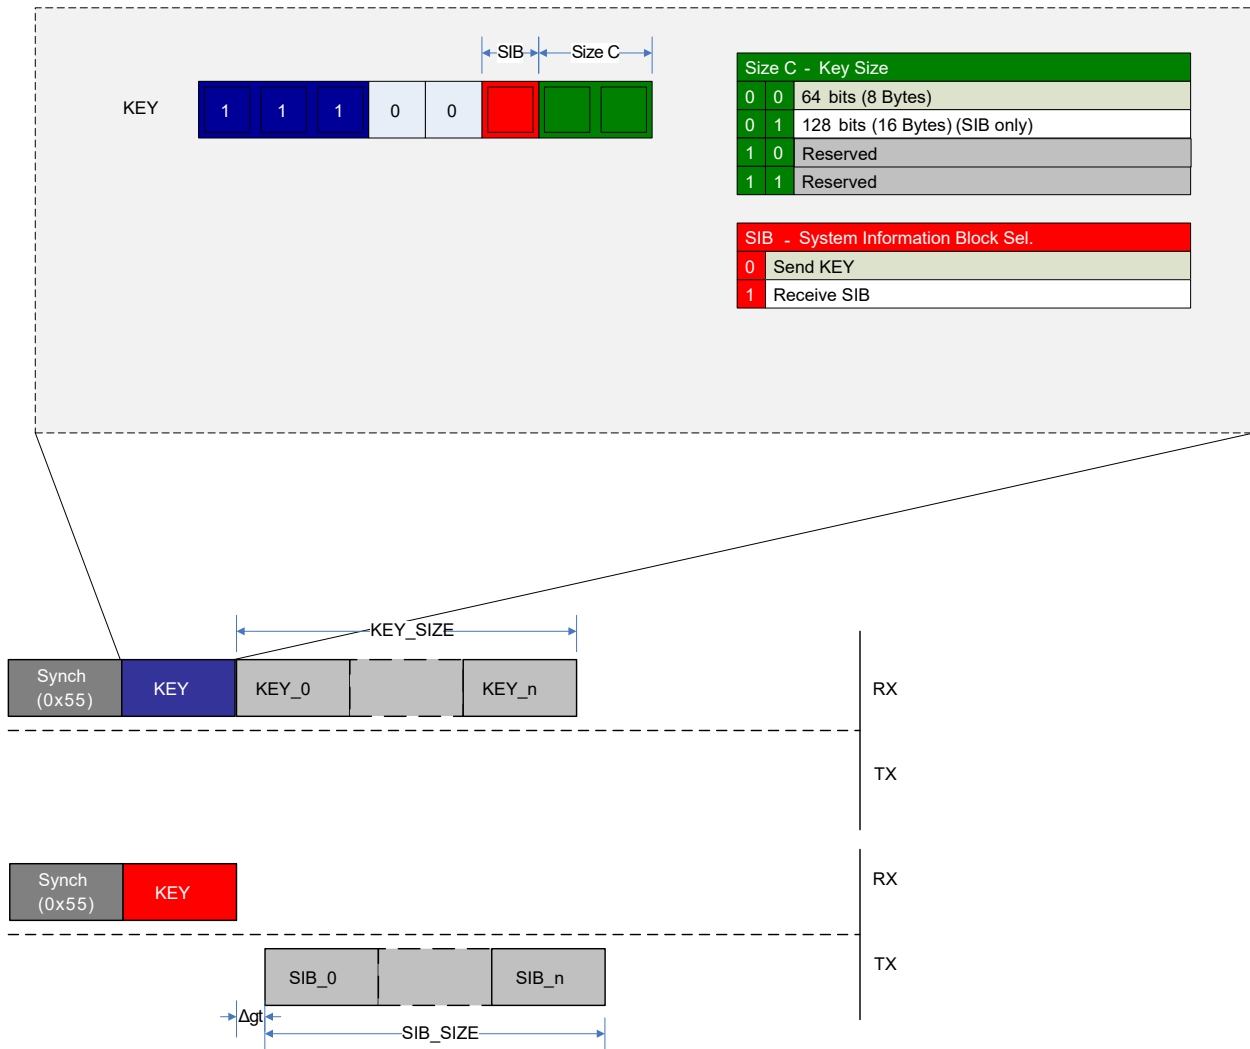 SIB
Size C
KEY
1 1 1 0 0
Size C - Key Size
0 0 64 bits (8 Bytes)
0 1 128 bits (16 Bytes) (SIB only)
1 0 Reserved
1 1 Reserved
SIB - System Information Block Sel.
0 Send KEY
1 Receive SIB
KEY_SIZE
Synch
(0x55)
KEY
KEY_0
KEY_n
RX
TX
Synch
(0x55)
KEY
RX
SIB_0
SIB_n
TX
Δgt
SIB_SIZE